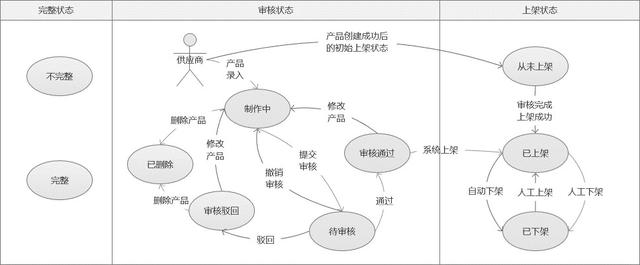 完整状态
审核状态
上架状态
不完整
完整
供应商
产品
录入
产品创建成功后
的初始上架状态
从未上架
制作中
删除产品
修改
产品
修改
产品
审核完成
上架成功
已删除
撤销
审核
提交
审核
审核通过
系统上架
已上架
删除产品
审核驳回
驳回
待审核
通过
自动下架
人工上架
人工下架
已下架